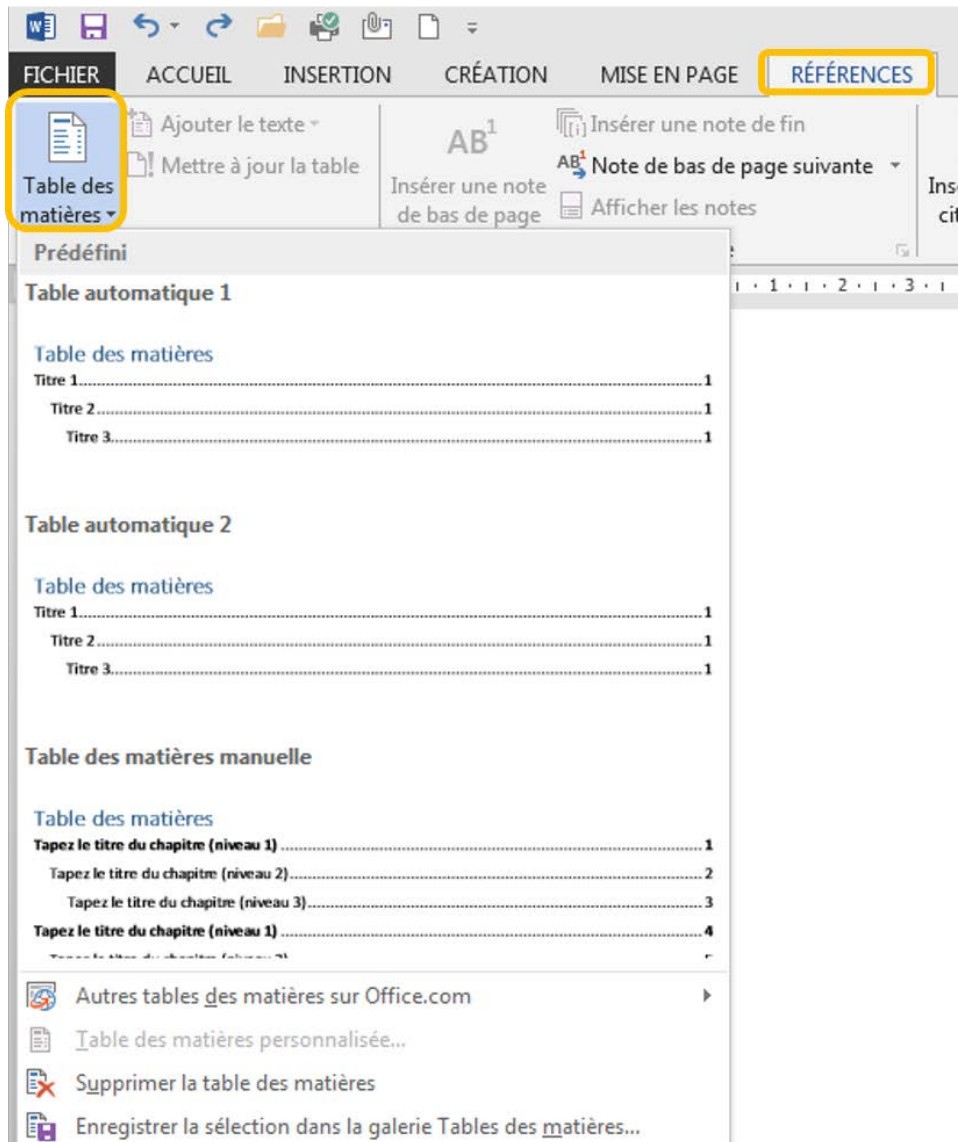 FICHIER ACCUEIL INSERTION CRÉATION MISE EN PAGE RÉFÉRENCES
Table des matières
Ajouter le texte
Mettre à jour la table
AB1
Insérer une note
de bas de page
Insérer une note de fin
AB1 Note de bas de page suivante
Afficher les notes
Prédéfini
1 2 3
Table automatique 1
Table des matières
Titre 1 1
Titre 2 1
Titre 3 1
Table automatique 2
Table des matières
Titre 1 1
Titre 2 1
Titre 3 1
Table des matières manuelle
Table des matières
Tapez le titre du chapitre (niveau 1) 1
Tapez le titre du chapitre (niveau 2) 2
Tapez le titre du chapitre (niveau 3) 3
Tapez le titre du chapitre (niveau 1) 4
Autres tables des matières sur Office.com
Table des matières personnalisée...
Supprimer la table des matières
Enregistrer la sélection dans la galerie Tables des matières...